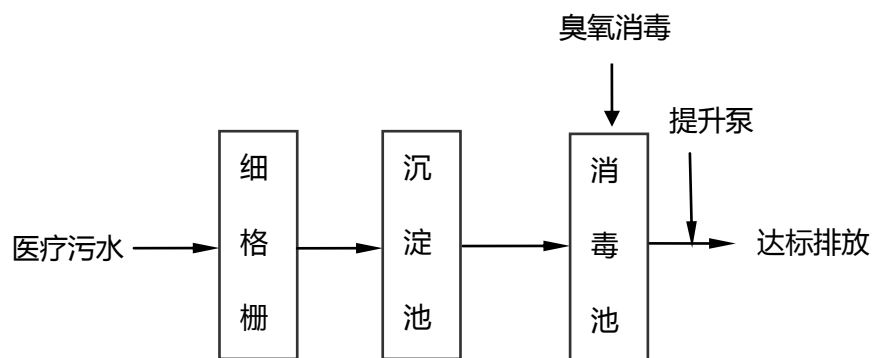 臭氧消毒
提升泵
医疗污水
细格栅
沉淀池
消毒池
达标排放